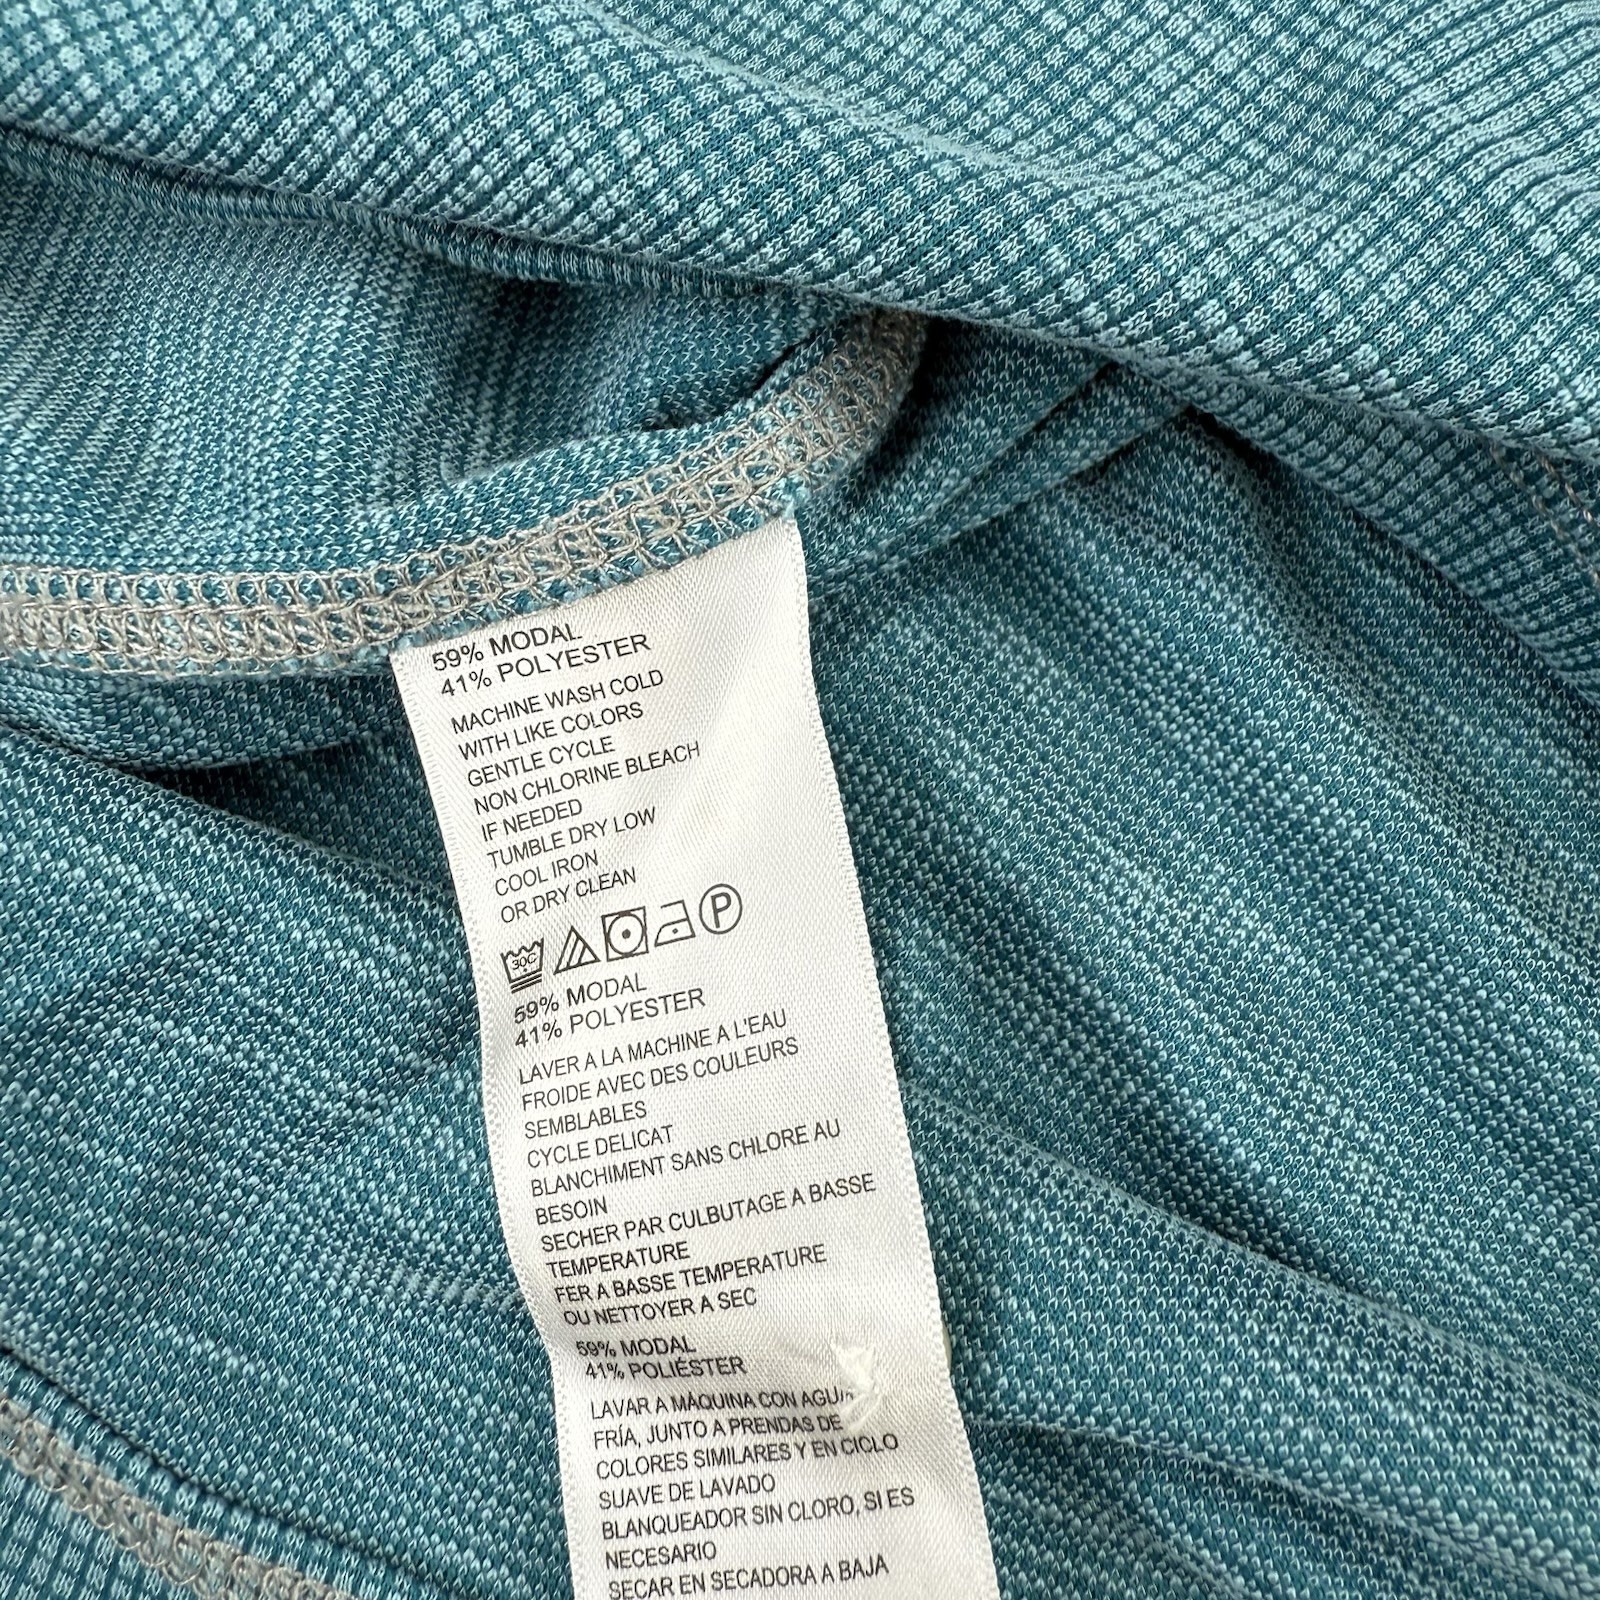 59% MODAL
41% POLYESTER
MACHINE WASH COLD
WITH LIKE COLORS
GENTLE CYCLE
NON CHLORINE BLEACH
IF NEEDED
TUMBLE DRY LOW
COOL IRON
OR DRY CLEAN
30C P
59% MODAL
41% POLYESTER
LAVER A LA MACHINE A L'EAU
FROIDE AVEC DES COULEURS
SEMBLABLES
CYCLE DELICAT
BLANCHIMENT SANS CHLORE AU
BESOIN
SECHER PAR CULBUTAGE A BASSE
TEMPERATURE
FER A BASSE TEMPERATURE
OU NETTOYER A SEC
59% MODAL
41% POLIÉSTER
LAVAR A MÁQUINA CON AGUA
FRÍA, JUNTO A PRENDAS DE
COLORES SIMILARES Y EN CICLO
SUAVE DE LAVADO
BLANQUEADOR SIN CLORO, SI ES
NECESARIO
SECAR EN SECADORA A BAJA